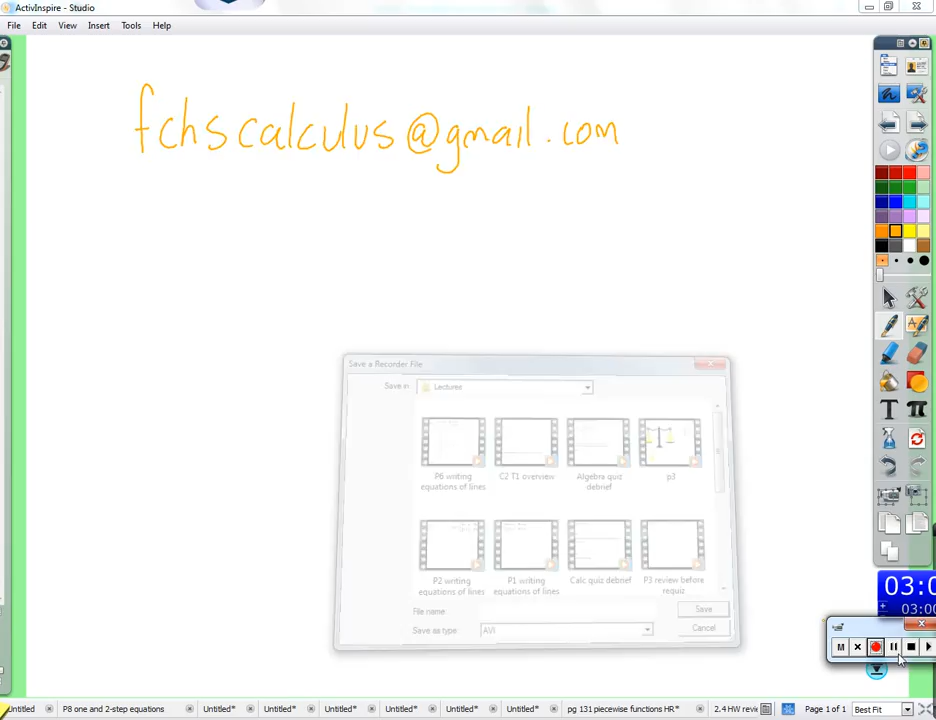 ActivInspire - Studio
File Edit View Insert Tools Help
fchscalculus@gmail.com
Save a Recorder File
Save in Lectures
P6 writing equations of lines
C2 T1 overview
Algebra quiz debrief
p3
P2 writing equations of lines
P1 writing equations of lines
Calc quiz debrief
P3 review before requiz
File name:
Save
Save as type: AVI
Cancel
T π
03:0
03:00
M
Untitled
P8 one and 2-step equations
Untitled*
Untitled*
Untitled*
Untitled*
Untitled*
Untitled*
pg 131 piecewise functions HR*
2.4 HW revie
Page 1 of 1
Best Fit